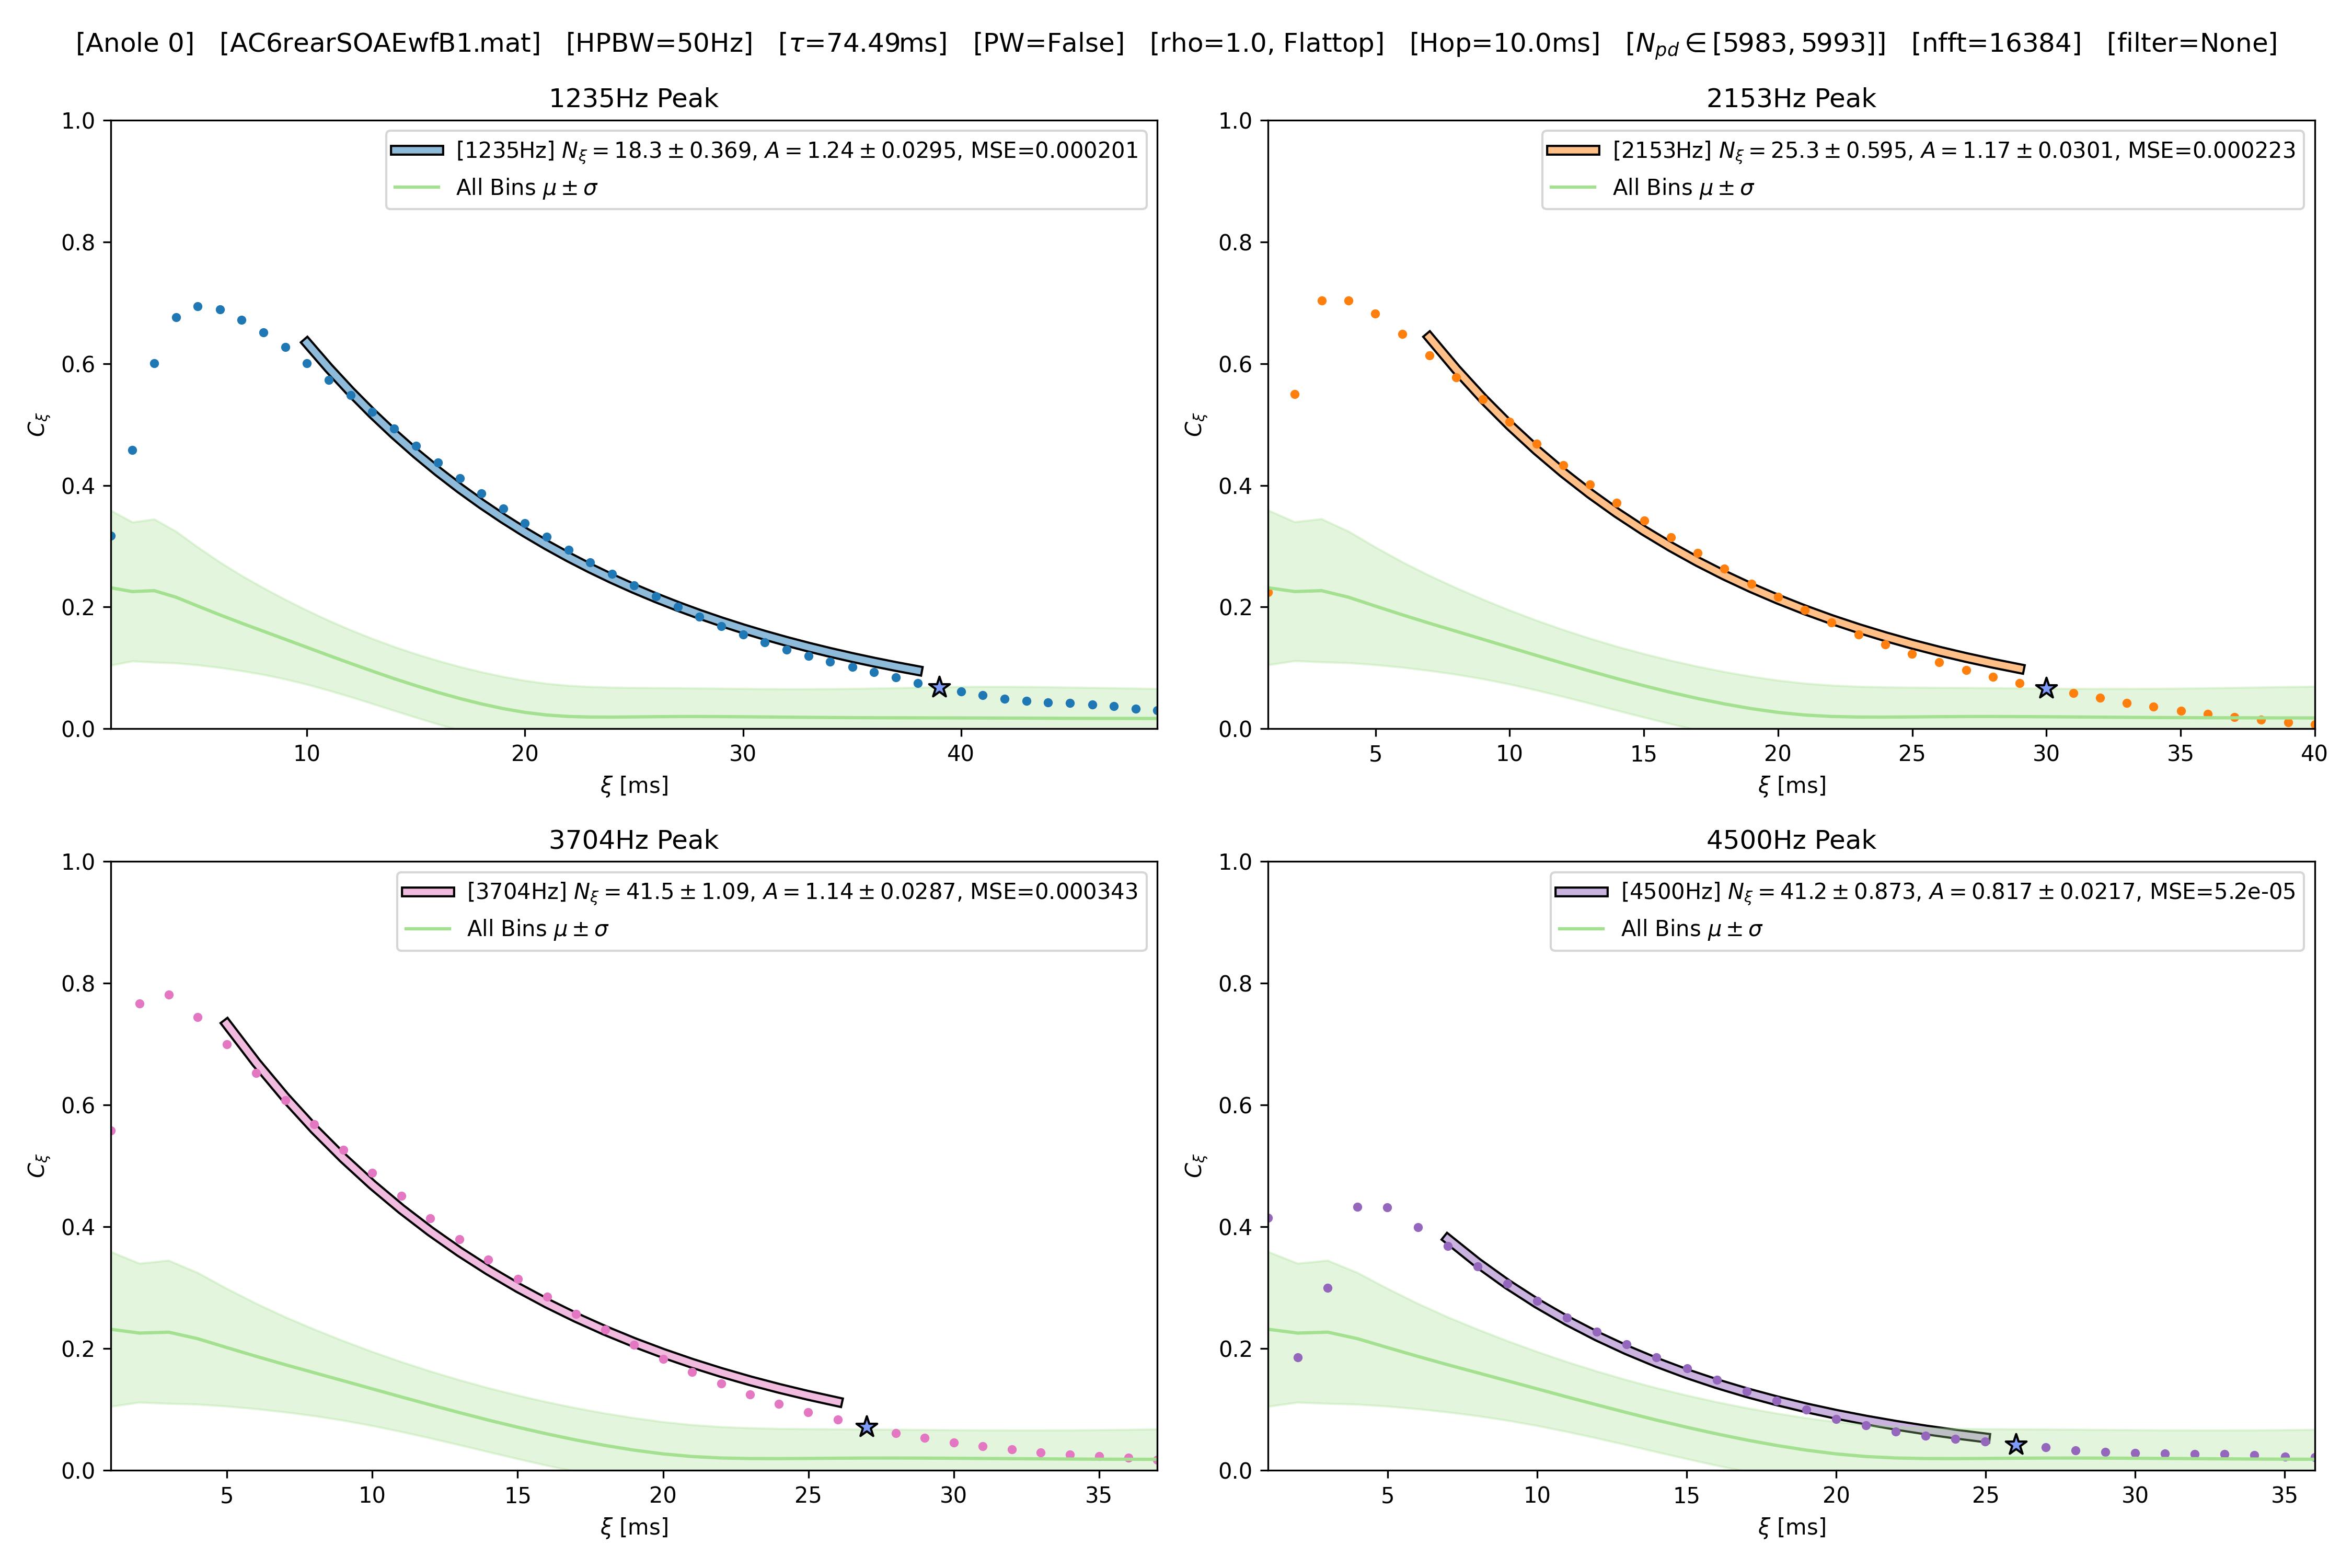 [Anole 0] [AC6rearSOAEwfB1.mat] [HPBW=50Hz] [τ=74.49ms] [PW=False] [rho=1.0, Flattop] [Hop=10.0ms] [N_pd ∈ [5983, 5993]] [nfft=16384] [filter=None]
1235Hz Peak
[1235Hz] N_ξ = 18.3 ± 0.369, A = 1.24 ± 0.0295, MSE=0.000201
All Bins μ ± σ
1.0
0.8
0.6
0.4
0.2
0.0
C_ξ
10 20 30 40
ξ [ms]
2153Hz Peak
[2153Hz] N_ξ = 25.3 ± 0.595, A = 1.17 ± 0.0301, MSE=0.000223
All Bins μ ± σ
1.0
0.8
0.6
0.4
0.2
0.0
C_ξ
5 10 15 20 25 30 35 40
ξ [ms]
3704Hz Peak
[3704Hz] N_ξ = 41.5 ± 1.09, A = 1.14 ± 0.0287, MSE=0.000343
All Bins μ ± σ
1.0
0.8
0.6
0.4
0.2
0.0
C_ξ
5 10 15 20 25 30 35
ξ [ms]
4500Hz Peak
[4500Hz] N_ξ = 41.2 ± 0.873, A = 0.817 ± 0.0217, MSE=5.2e-05
All Bins μ ± σ
1.0
0.8
0.6
0.4
0.2
0.0
C_ξ
5 10 15 20 25 30 35
ξ [ms]